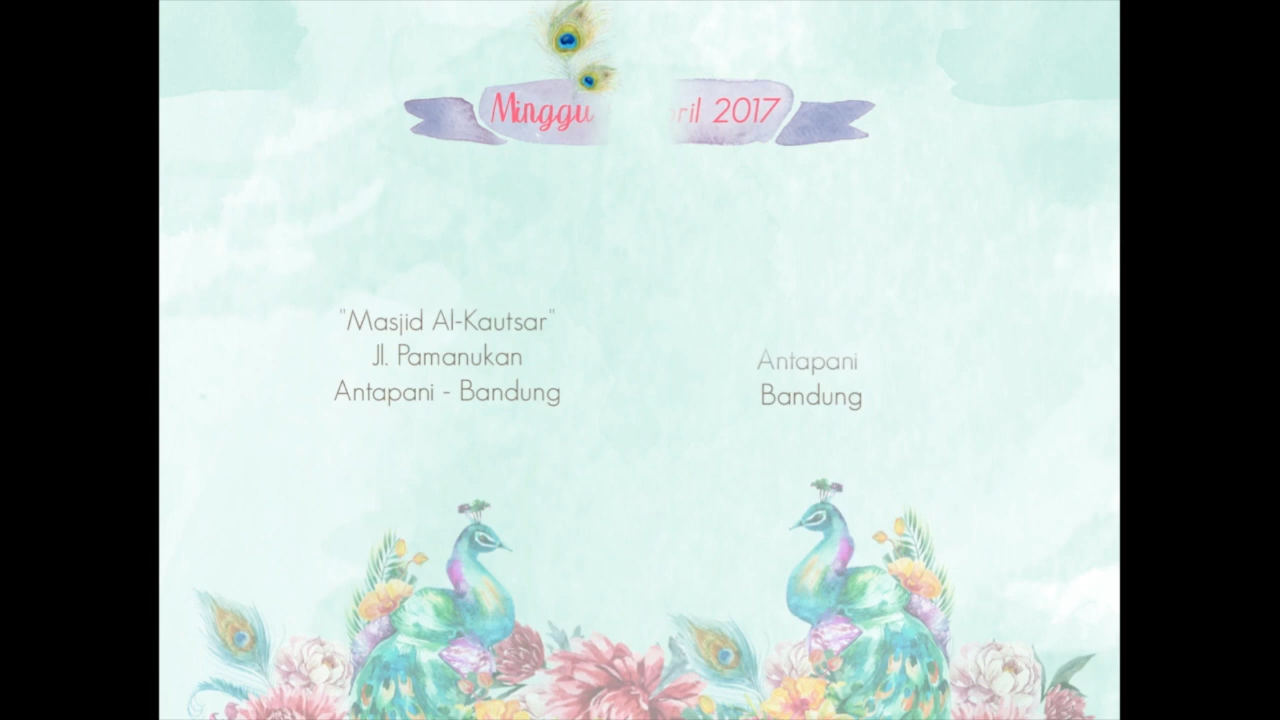 Minggu ril 2017
"Masjid Al-Kautsar"
Jl. Pamanukan
Antapani - Bandung
Antapani
Bandung